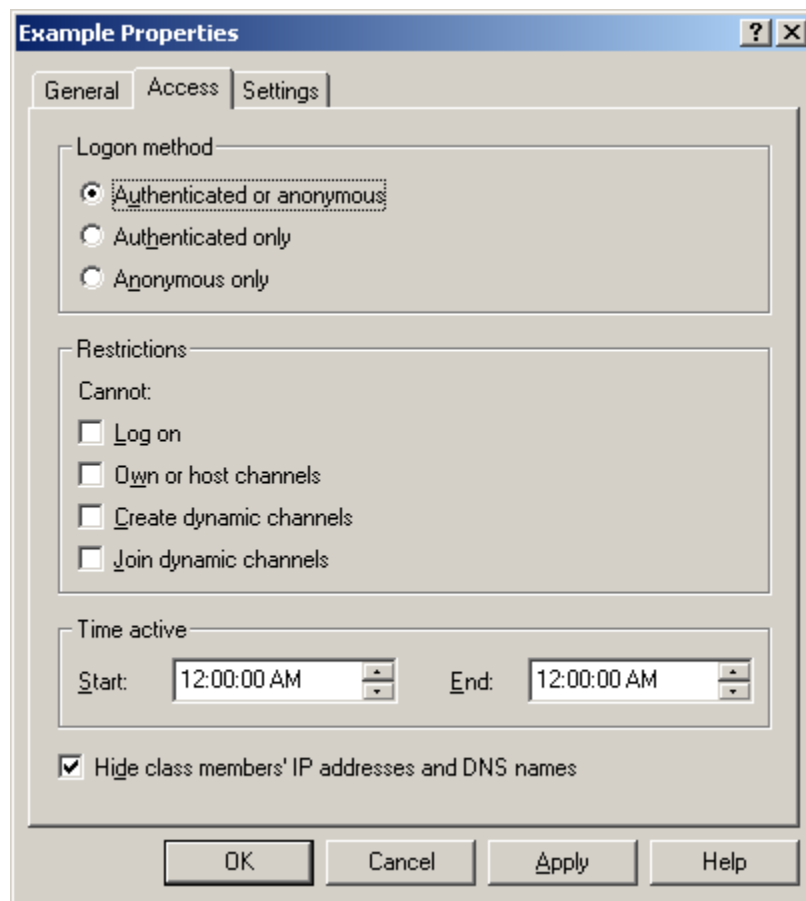 Example Properties
General Access Settings
Logon method
Authenticated or anonymous
Authenticated only
Anonymous only
Restrictions
Cannot:
Log on
Own or host channels
Create dynamic channels
Join dynamic channels
Time active
Start: 12:00:00 AM End: 12:00:00 AM
Hide class members' IP addresses and DNS names
OK Cancel Apply Help